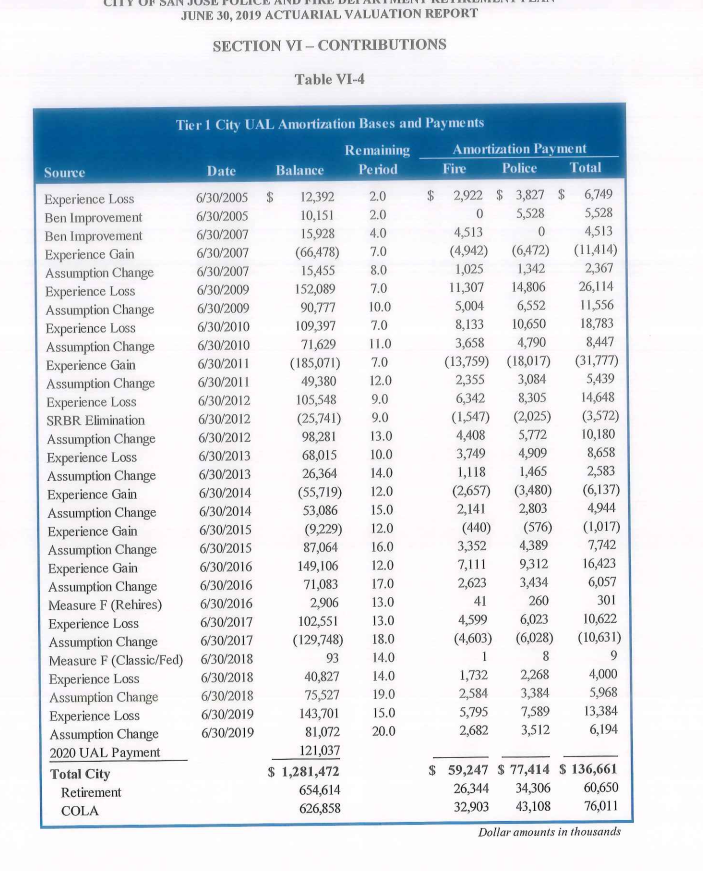 CITY OF SAN JOSE POLICE AND FIRE DEPARTMENT RETIREMENT PLAN
JUNE 30, 2019 ACTUARIAL VALUATION REPORT
SECTION VI – CONTRIBUTIONS
Table VI-4
Tier 1 City UAL Amortization Bases and Payments
Remaining Amortization Payment
Source Date Balance Period Fire Police Total
Experience Loss 6/30/2005 $ 12,392 2.0 $ 2,922 $ 3,827 $ 6,749
Ben Improvement 6/30/2005 10,151 2.0 0 5,528 5,528
Ben Improvement 6/30/2007 15,928 4.0 4,513 0 4,513
Experience Gain 6/30/2007 (66,478) 7.0 (4,942) (6,472) (11,414)
Assumption Change 6/30/2007 15,455 8.0 1,025 1,342 2,367
Experience Loss 6/30/2009 152,089 7.0 11,307 14,806 26,114
Assumption Change 6/30/2009 90,777 10.0 5,004 6,552 11,556
Experience Loss 6/30/2010 109,397 7.0 8,133 10,650 18,783
Assumption Change 6/30/2010 71,629 11.0 3,658 4,790 8,447
Experience Gain 6/30/2011 (185,071) 7.0 (13,759) (18,017) (31,777)
Assumption Change 6/30/2011 49,380 12.0 2,355 3,084 5,439
Experience Loss 6/30/2012 105,548 9.0 6,342 8,305 14,648
SRBR Elimination 6/30/2012 (25,741) 9.0 (1,547) (2,025) (3,572)
Assumption Change 6/30/2012 98,281 13.0 4,408 5,772 10,180
Experience Loss 6/30/2013 68,015 10.0 3,749 4,909 8,658
Assumption Change 6/30/2013 26,364 14.0 1,118 1,465 2,583
Experience Gain 6/30/2014 (55,719) 12.0 (2,657) (3,480) (6,137)
Assumption Change 6/30/2014 53,086 15.0 2,141 2,803 4,944
Experience Gain 6/30/2015 (9,229) 12.0 (440) (576) (1,017)
Assumption Change 6/30/2015 87,064 16.0 3,352 4,389 7,742
Experience Gain 6/30/2016 149,106 12.0 7,111 9,312 16,423
Assumption Change 6/30/2016 71,083 17.0 2,623 3,434 6,057
Measure F (Rehires) 6/30/2016 2,906 13.0 41 260 301
Experience Loss 6/30/2017 102,551 13.0 4,599 6,023 10,622
Assumption Change 6/30/2017 (129,748) 18.0 (4,603) (6,028) (10,631)
Measure F (Classic/Fed) 6/30/2018 93 14.0 1 8 9
Experience Loss 6/30/2018 40,827 14.0 1,732 2,268 4,000
Assumption Change 6/30/2018 75,527 19.0 2,584 3,384 5,968
Experience Loss 6/30/2019 143,701 15.0 5,795 7,589 13,384
Assumption Change 6/30/2019 81,072 20.0 2,682 3,512 6,194
2020 UAL Payment 121,037
Total City $ 1,281,472 $ 59,247 $ 77,414 $ 136,661
Retirement 654,614 26,344 34,306 60,650
COLA 626,858 32,903 43,108 76,011
Dollar amounts in thousands